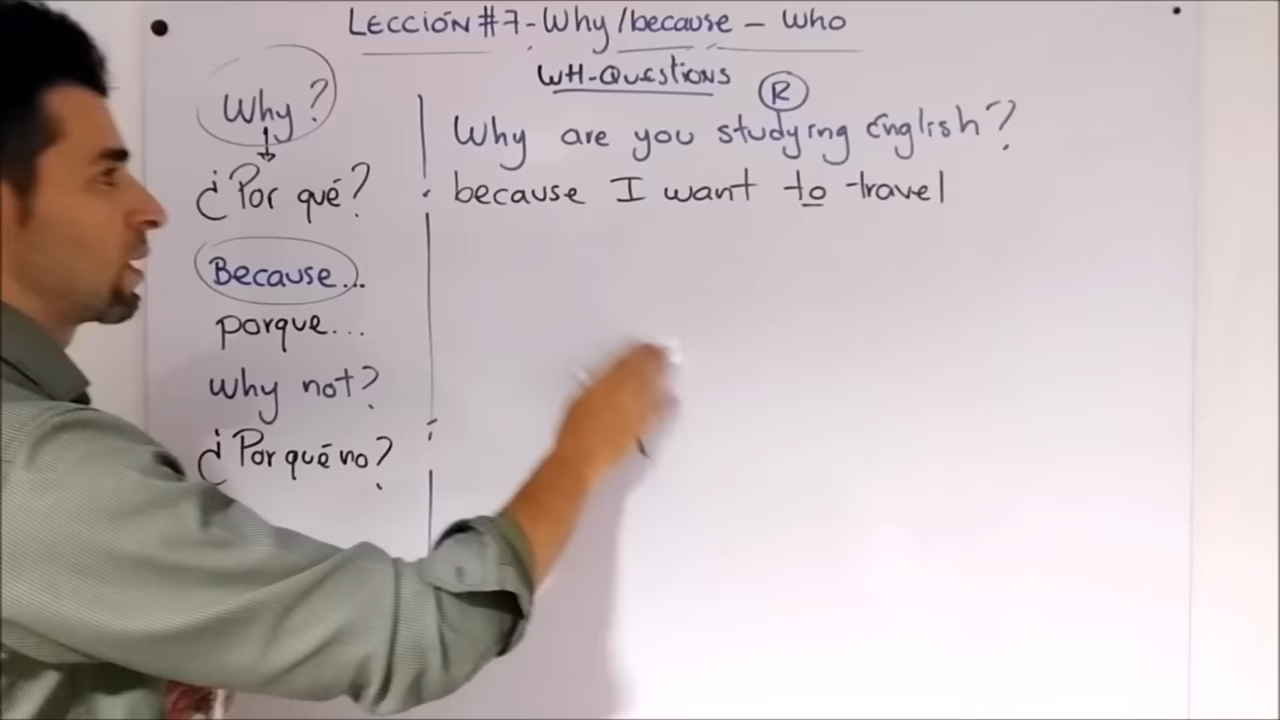 LECCIÓN #7 - Why / because - WHO
WH-QUESTIONS
Why?
¿Por qué?
Because...
porque...
why not?
¿Por qué no?
R
Why are you studying English?
because I want to travel